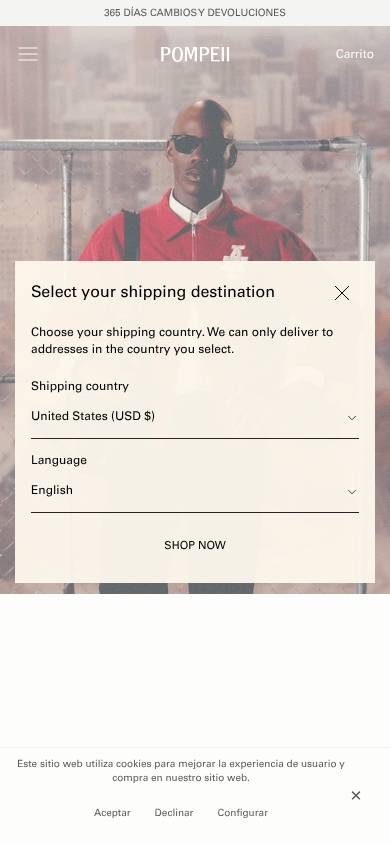 365 DÍAS CAMBIOS Y DEVOLUCIONES
POMPEII
Carrito
A
Select your shipping destination
Choose your shipping country. We can only deliver to
addresses in the country you select.
Shipping country
United States (USD $)
Language
English
SHOP NOW
Este sitio web utiliza cookies para mejorar la experiencia de usuario y
compra en nuestro sitio web.
Aceptar
Declinar
Configurar